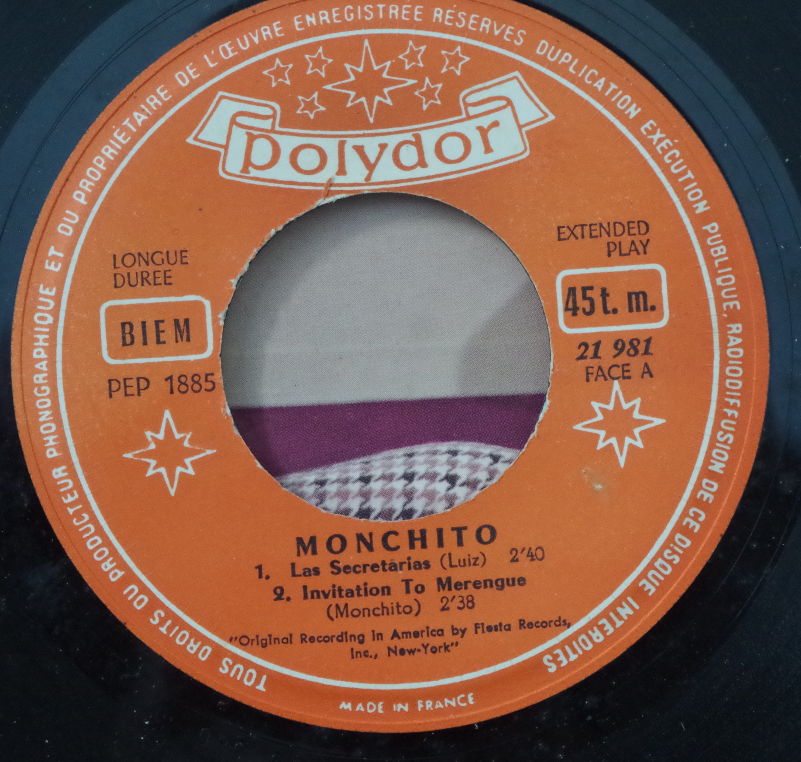 TOUS DROITS DU PRODUCTEUR PHONOGRAPHIQUE ET DU PROPRIÉTAIRE DE L'ŒUVRE ENREGISTRÉE RÉSERVES DUPLICATION EXÉCUTION PUBLIQUE, RADIODIFFUSION DE CE DISQUE INTERDITES
polydor
LONGUE
DUREE
BIEM
PEP 1885
EXTENDED
PLAY
45 t. m.
21 981
FACE A
MONCHITO
1. Las Secretarias (Luiz) 2'40
2. Invitation To Merengue
(Monchito) 2'38
"Original Recording in America by Fiesta Records,
Inc., New-York"
MADE IN FRANCE